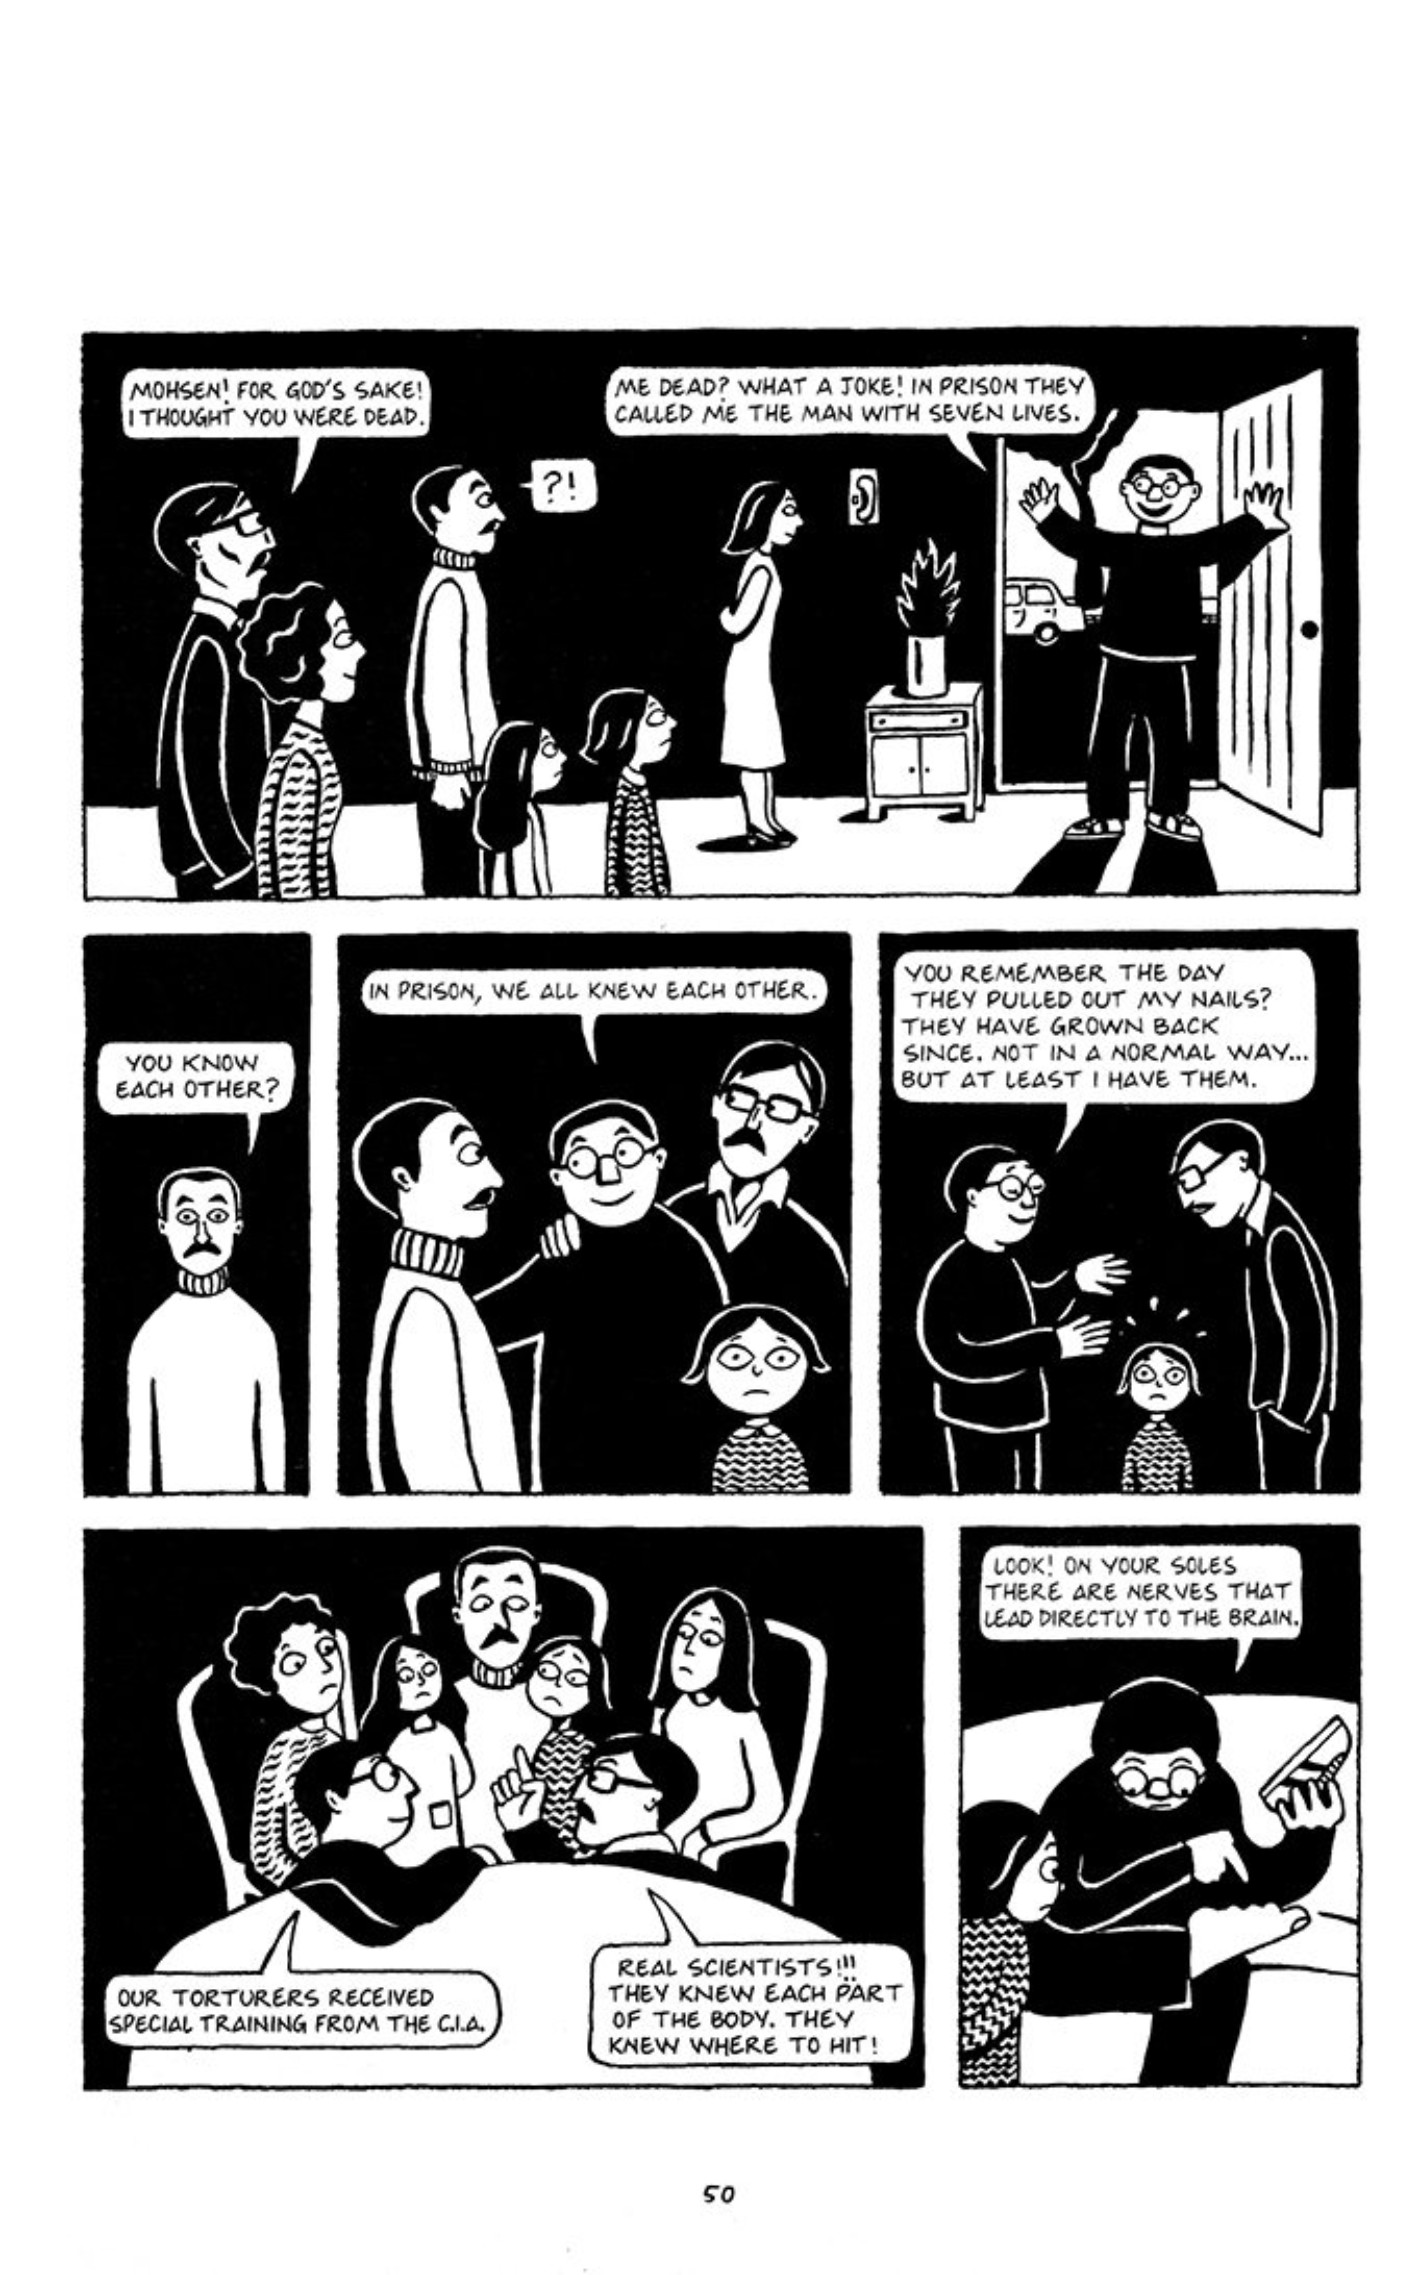 MOHSEN! FOR GOD'S SAKE!
I THOUGHT YOU WERE DEAD.
?!
ME DEAD? WHAT A JOKE! IN PRISON THEY
CALLED ME THE MAN WITH SEVEN LIVES.
YOU KNOW
EACH OTHER?
IN PRISON, WE ALL KNEW EACH OTHER.
YOU REMEMBER THE DAY
THEY PULLED OUT MY NAILS?
THEY HAVE GROWN BACK
SINCE. NOT IN A NORMAL WAY...
BUT AT LEAST I HAVE THEM.
OUR TORTURERS RECEIVED
SPECIAL TRAINING FROM THE C.I.A.
REAL SCIENTISTS!!!
THEY KNEW EACH PART
OF THE BODY. THEY
KNEW WHERE TO HIT!
LOOK! ON YOUR SOLES
THERE ARE NERVES THAT
LEAD DIRECTLY TO THE BRAIN.
50